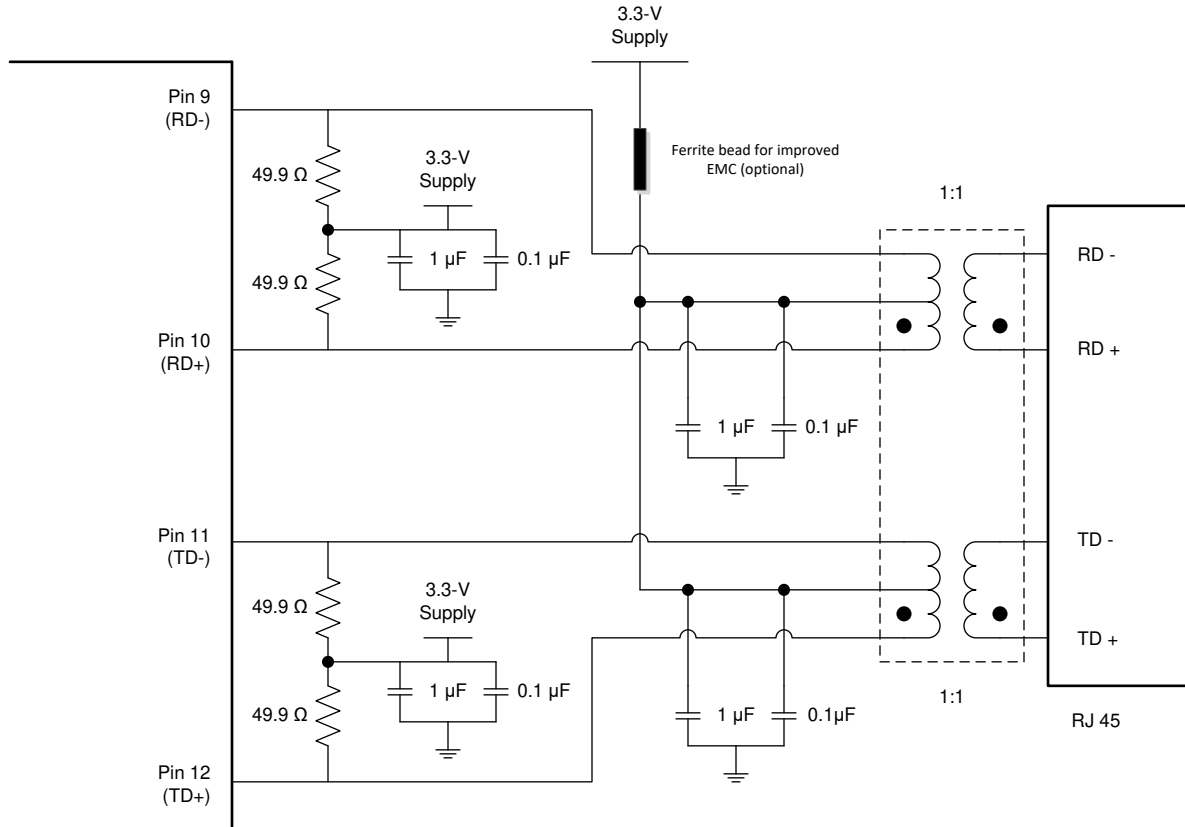 3.3-V
Supply
Pin 9
(RD-)
49.9 Ω
3.3-V
Supply
Ferrite bead for improved
EMC (optional)
1:1
1 µF
0.1 µF
49.9 Ω
RD -
Pin 10
(RD+)
RD +
1 µF
0.1 µF
Pin 11
(TD-)
TD -
49.9 Ω
3.3-V
Supply
TD +
1 µF
0.1 µF
49.9 Ω
1 µF
0.1µF
1:1
RJ 45
Pin 12
(TD+)